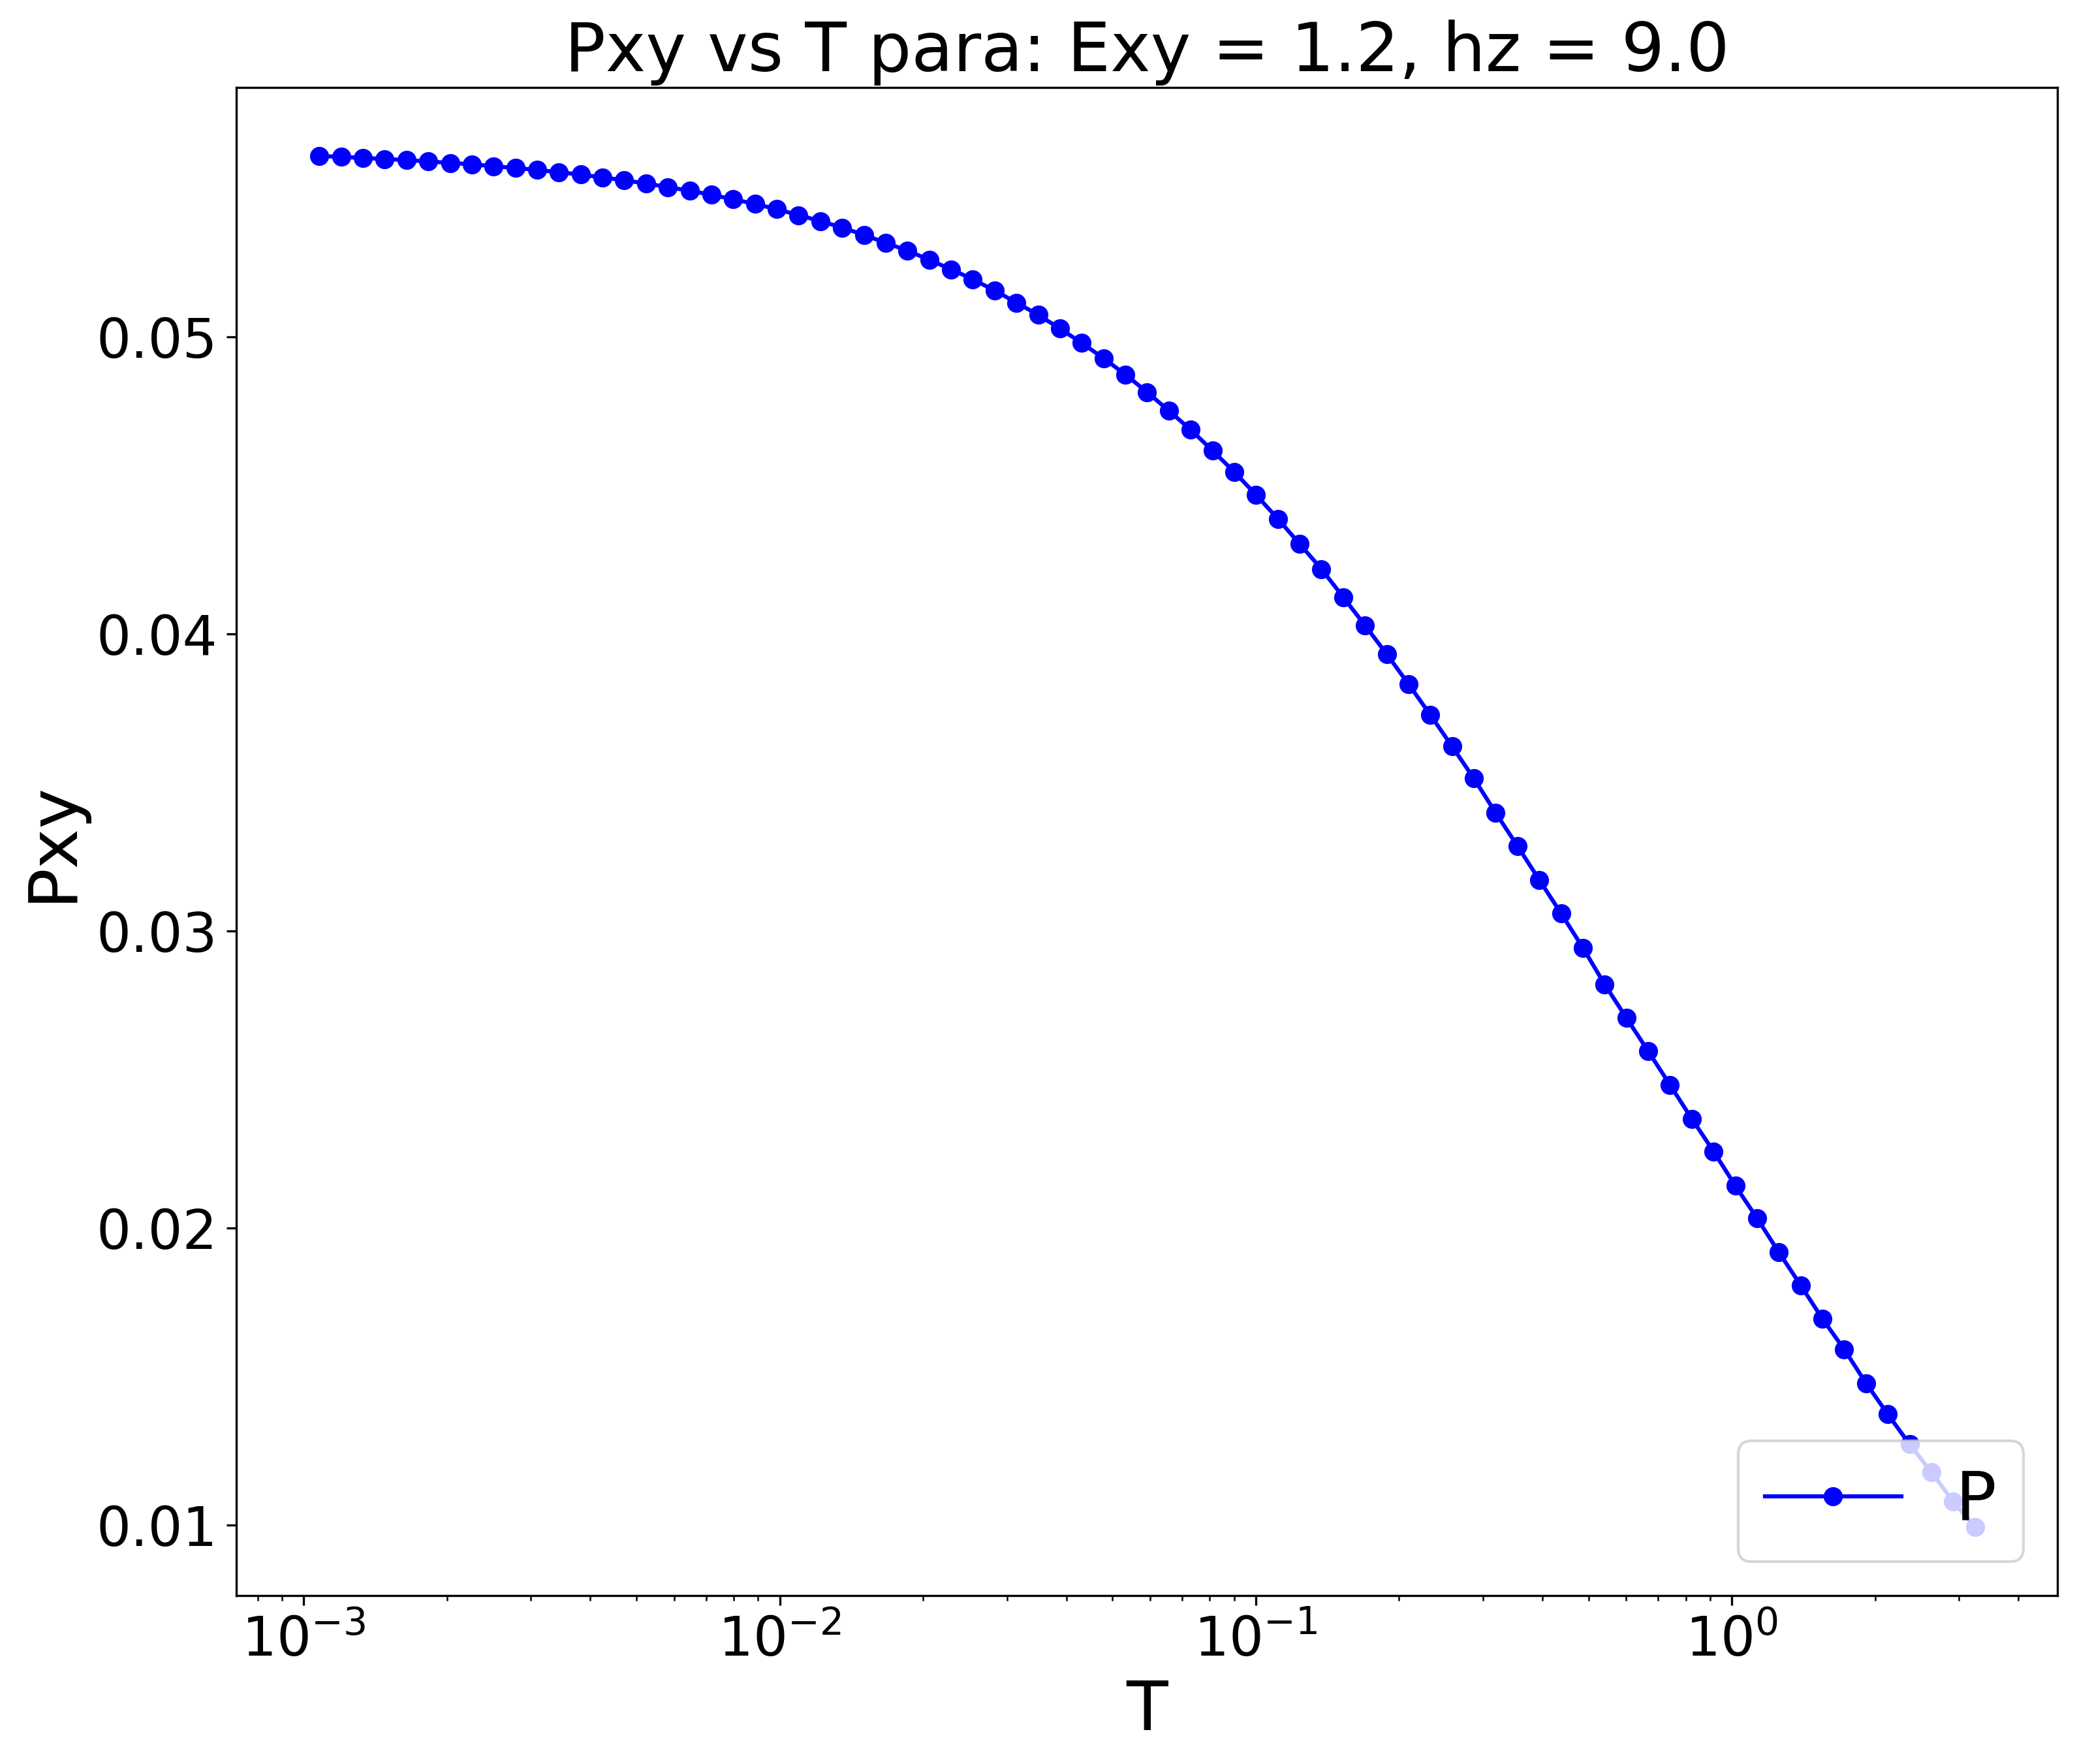 Pxy vs T para: Exy = 1.2, hz = 9.0
Pxy
0.05
0.04
0.03
0.02
0.01
P
10⁻³ 10⁻² 10⁻¹ 10⁰
T